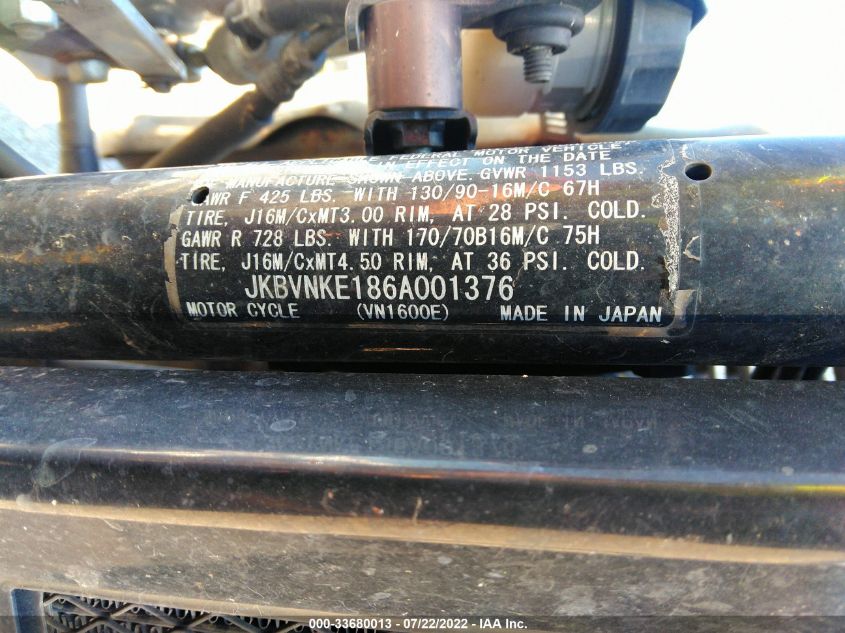 FEDERAL MOTOR VEHICLE
EFFECT ON THE DATE
MANUFACTURE SHOWN ABOVE. GVWR 1153 LBS.
GAWR F 425 LBS. WITH 130/90-16M/C 67H
TIRE, J16M/CxMT3.00 RIM, AT 28 PSI. COLD.
GAWR R 728 LBS. WITH 170/70B16M/C 75H
TIRE, J16M/CxMT4.50 RIM, AT 36 PSI. COLD.
JKBVNKE186A001376
MOTOR CYCLE (VN1600E) MADE IN JAPAN
000-33680013 - 07/22/2022 - IAA Inc.